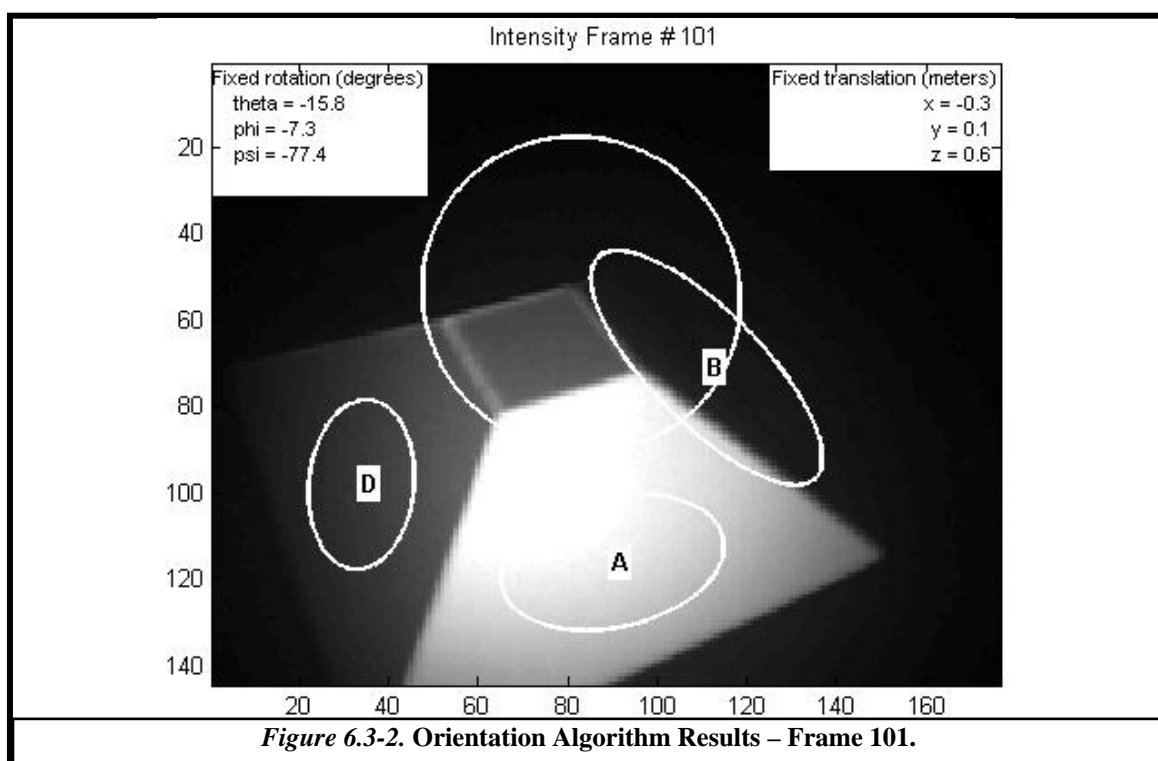 Intensity Frame # 101
Fixed rotation (degrees)
theta = -15.8
phi = -7.3
psi = -77.4
Fixed translation (meters)
x = -0.3
y = 0.1
z = 0.6
20
40
60
80
100
120
140
B
D
A
20 40 60 80 100 120 140 160
Figure 6.3-2. Orientation Algorithm Results – Frame 101.